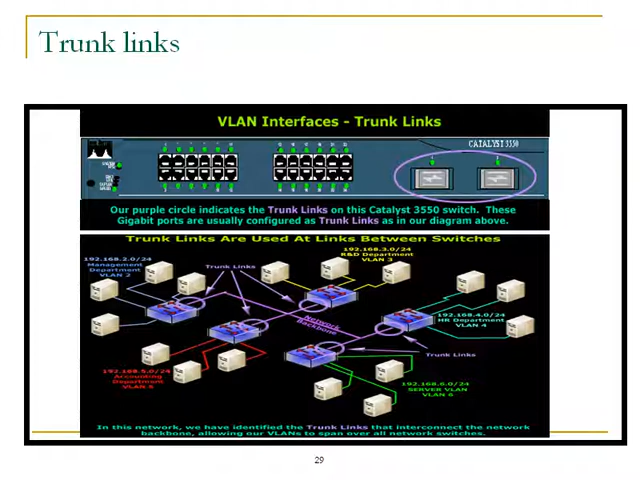 Trunk links
VLAN Interfaces - Trunk Links
CATALYST 3550
Our purple circle indicates the Trunk Links on this Catalyst 3550 switch. These
Gigabit ports are usually configured as Trunk Links as in our diagram above.
Trunk Links Are Used At Links Between Switches
192.168.2.0/24
Management
Department
VLAN 2
Trunk Links
192.168.3.0/24
R&D Department
VLAN 3
Network
Backbone
192.168.4.0/24
HR Department
VLAN 4
Trunk Links
192.168.5.0/24
Accounting
Department
VLAN 5
192.168.6.0/24
SERVER VLAN
VLAN 6
In this network, we have identified the Trunk Links that interconnect the network
backbone, allowing our VLANs to span over all network switches.
29